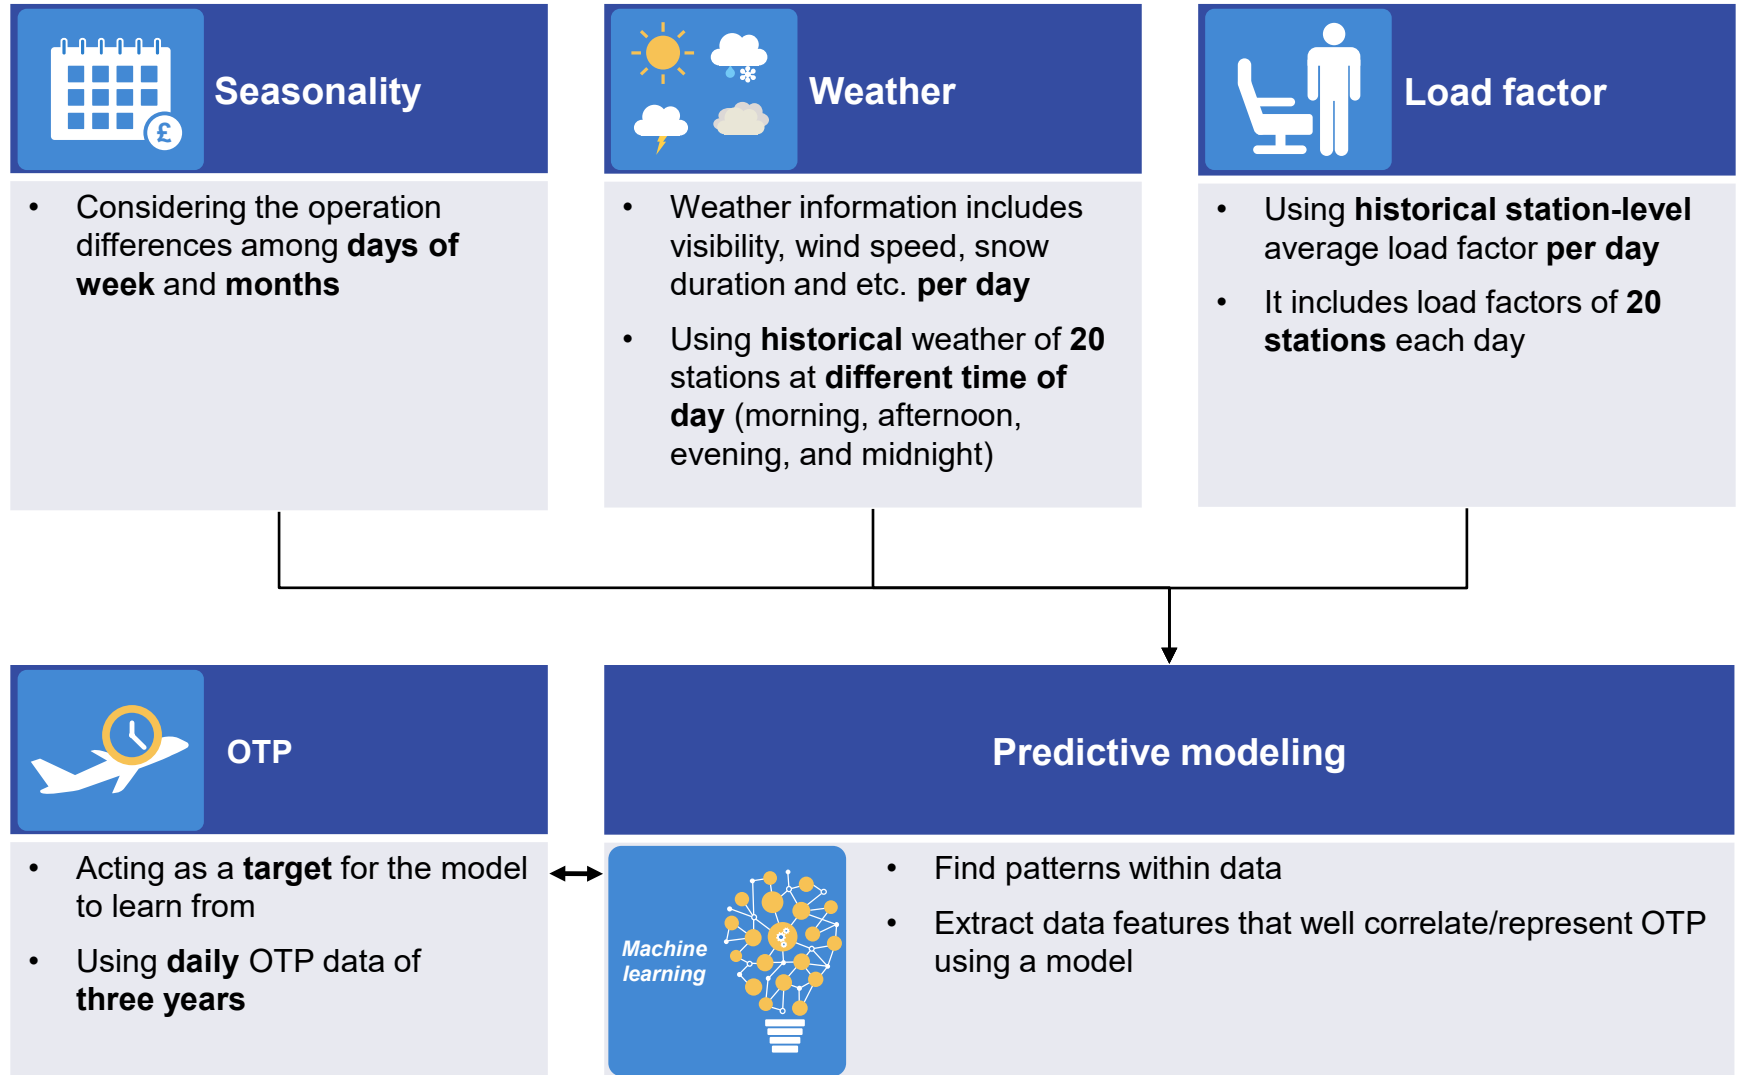 Seasonality
• Considering the operation
differences among days of
week and months
Weather
• Weather information includes
visibility, wind speed, snow
duration and etc. per day
• Using historical weather of 20
stations at different time of
day (morning, afternoon,
evening, and midnight)
Load factor
• Using historical station-level
average load factor per day
• It includes load factors of 20
stations each day
OTP
• Acting as a target for the model
to learn from
• Using daily OTP data of
three years
Predictive modeling
Machine
learning
• Find patterns within data
• Extract data features that well correlate/represent OTP
using a model
£